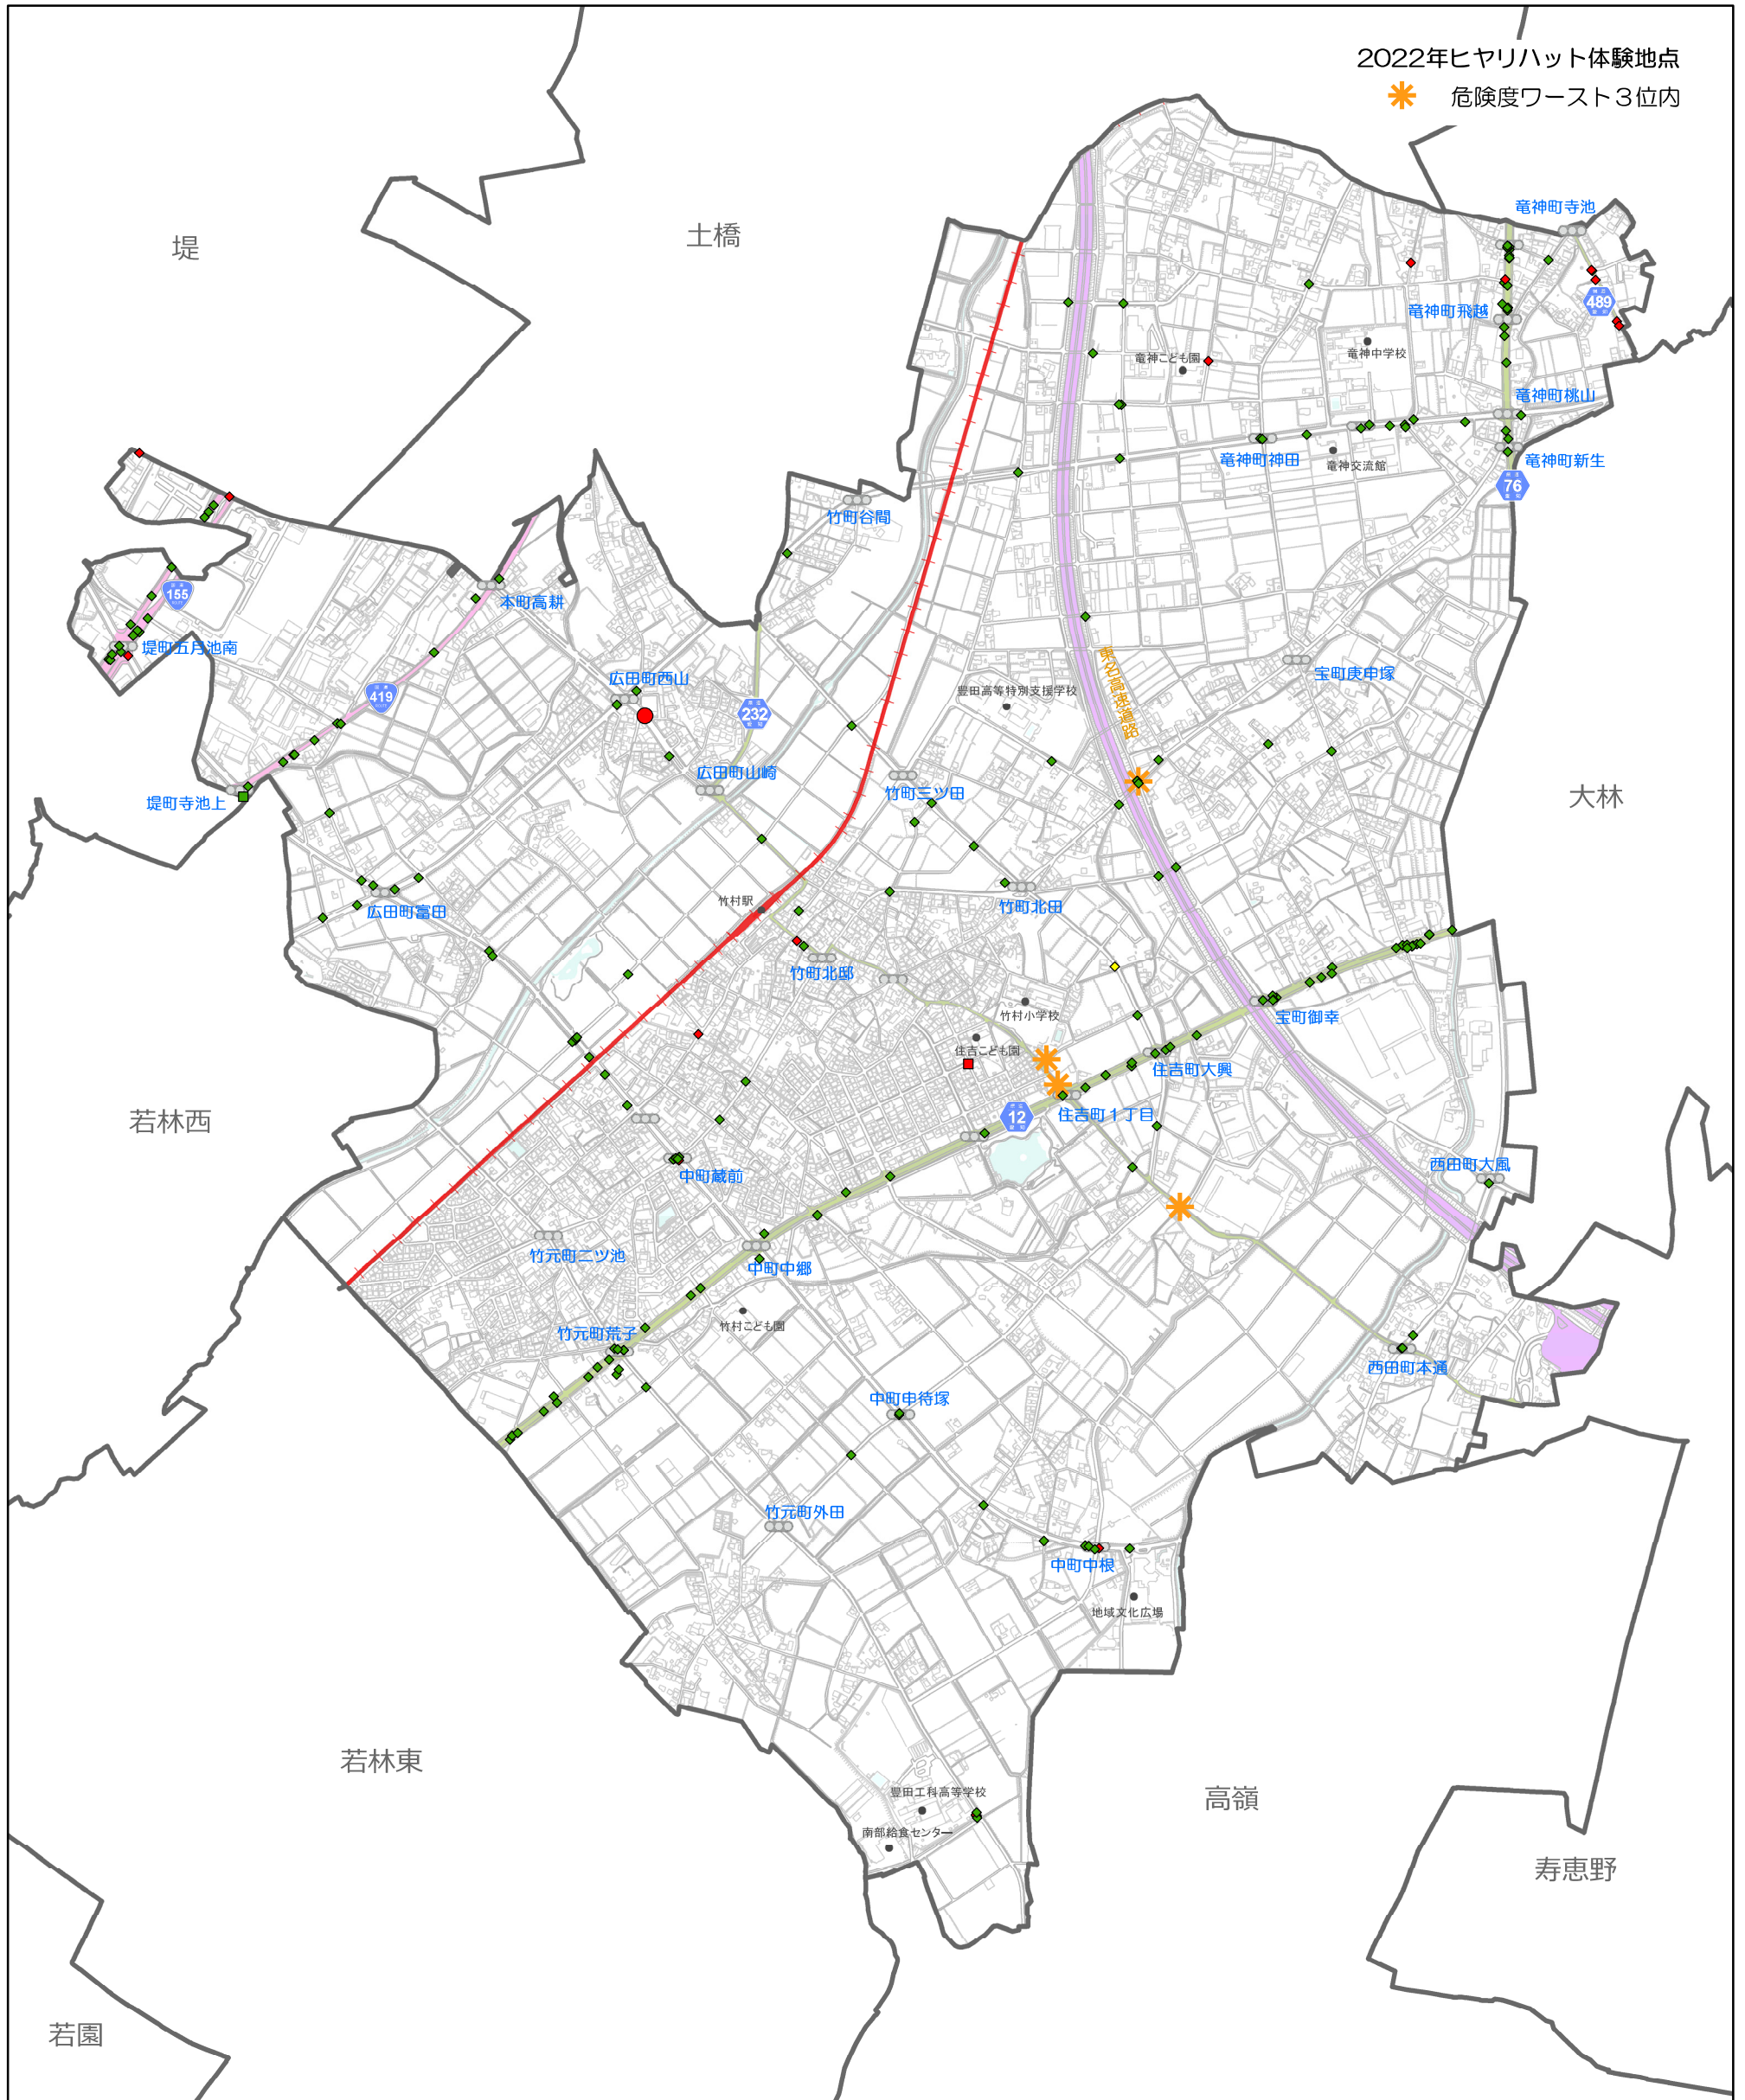 2022年ヒヤリハット体験地点
危険度ワースト３位内
堤
土橋
竜神町寺池
489
竜神町飛越
竜神中学校
竜神こども園
竜神町桃山
竜神町神田
竜神交流館
竜神町新生
76
竹町谷間
155
本町高耕
堤町五月池南
419
広田町西山
232
豊田高等特別支援学校
東名高速道路
宝町庚申塚
広田町山崎
竹町三ツ田
堤町寺池上
大林
竹村駅
広田町富田
竹町北田
竹町北邸
竹村小学校
宝町御幸
住吉こども園
住吉町大興
若林西
12
住吉町１丁目
中町蔵前
西田町大風
竹元町二ツ池
中町中郷
竹村こども園
竹元町荒子
西田町本通
中町申待塚
竹元町外田
中町中根
地域文化広場
若林東
豊田工科高等学校
高嶺
南部給食センター
寿恵野
若園